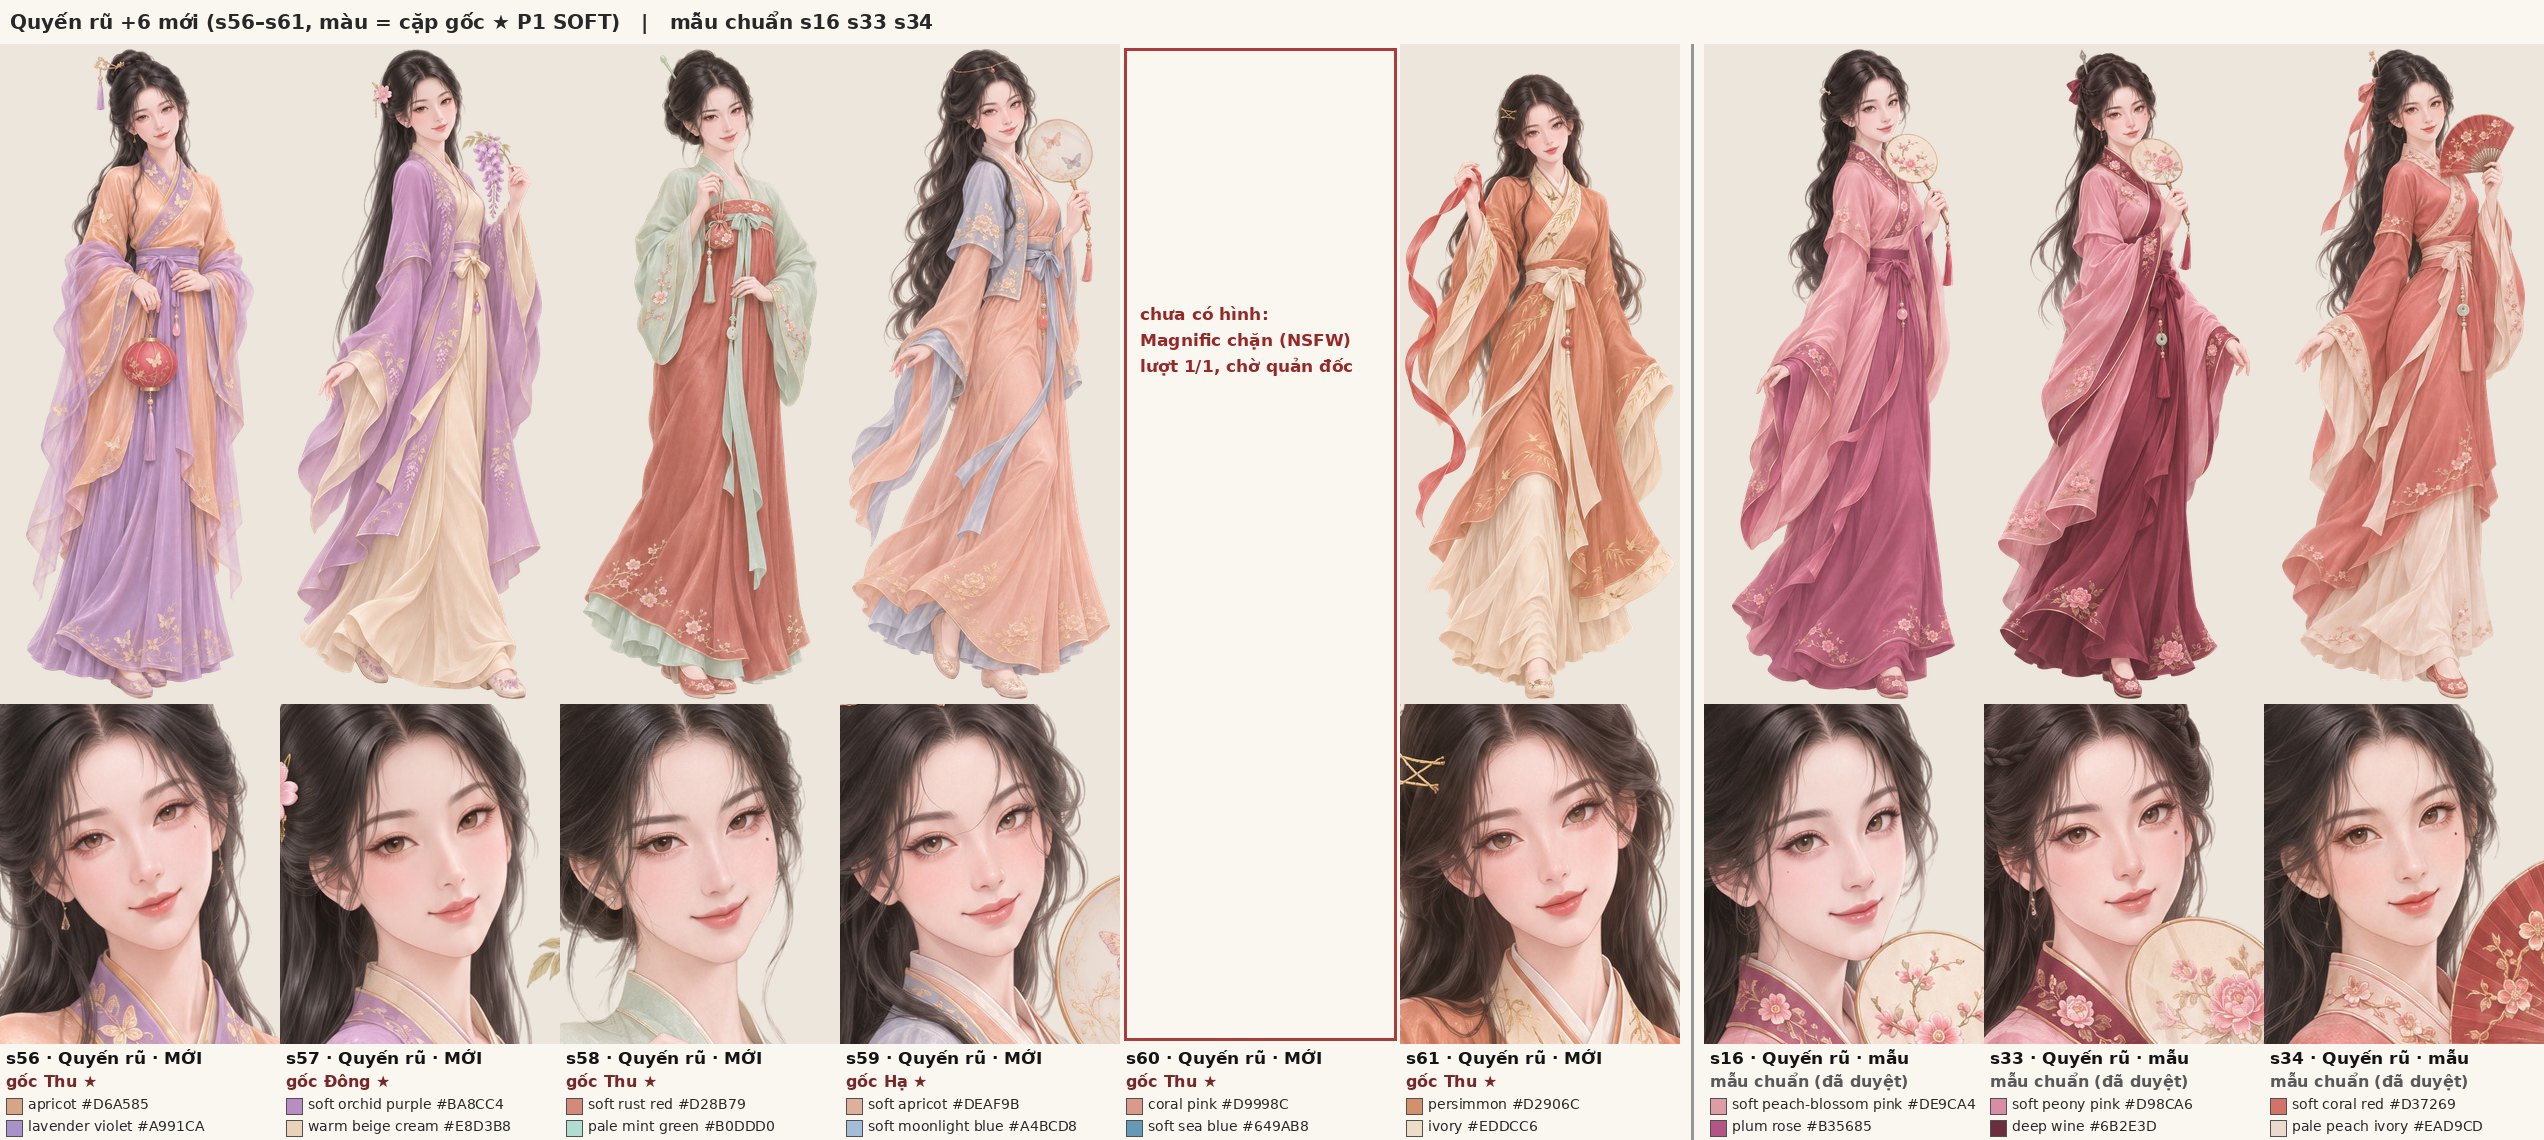 Quyến rũ +6 mới (s56–s61, màu = cặp gốc ★ P1 SOFT) | mẫu chuẩn s16 s33 s34
chưa có hình:
Magnific chặn (NSFW)
lượt 1/1, chờ quản đốc
s56 · Quyến rũ · MỚI
gốc Thu ★
apricot #D6A585
lavender violet #A991CA
s57 · Quyến rũ · MỚI
gốc Đông ★
soft orchid purple #BA8CC4
warm beige cream #E8D3B8
s58 · Quyến rũ · MỚI
gốc Thu ★
soft rust red #D28B79
pale mint green #B0DDD0
s59 · Quyến rũ · MỚI
gốc Hạ ★
soft apricot #DEAF9B
soft moonlight blue #A4BCD8
s60 · Quyến rũ · MỚI
gốc Thu ★
coral pink #D9998C
soft sea blue #649AB8
s61 · Quyến rũ · MỚI
gốc Thu ★
persimmon #D2906C
ivory #EDDCC6
s16 · Quyến rũ · mẫu
mẫu chuẩn (đã duyệt)
soft peach-blossom pink #DE9CA4
plum rose #B35685
s33 · Quyến rũ · mẫu
mẫu chuẩn (đã duyệt)
soft peony pink #D98CA6
deep wine #6B2E3D
s34 · Quyến rũ · mẫu
mẫu chuẩn (đã duyệt)
soft coral red #D37269
pale peach ivory #EAD9CD